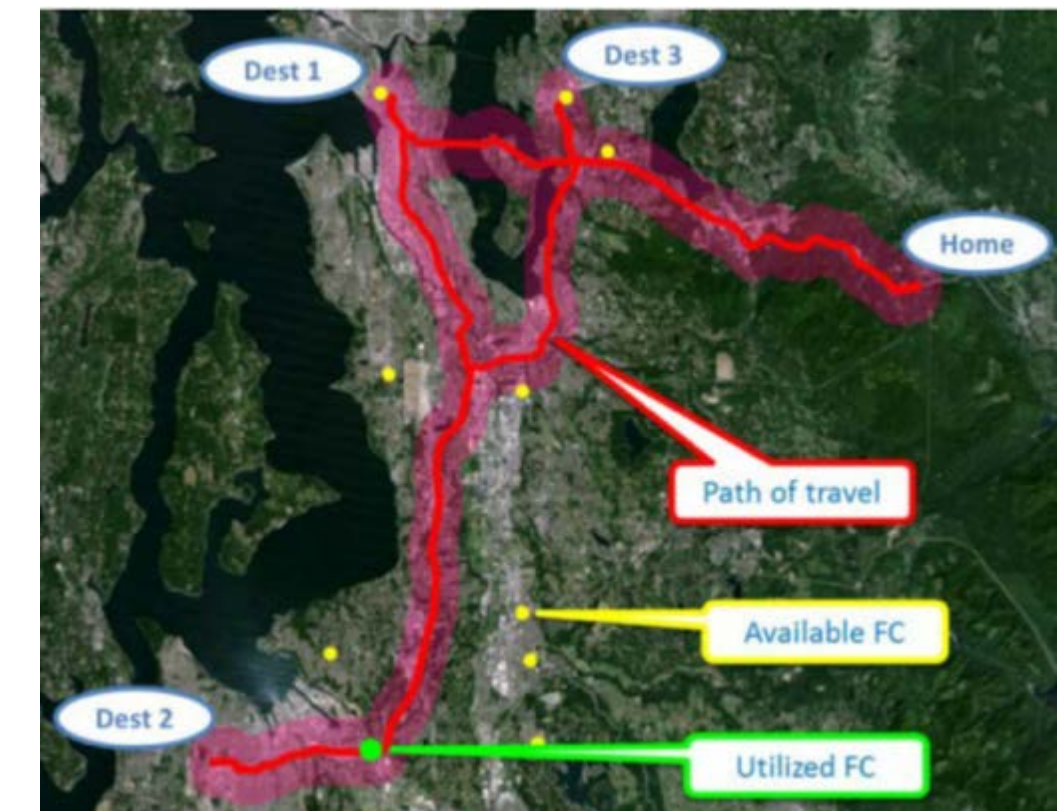 Dest 1
Dest 3
Home
Path of travel
Available FC
Dest 2
Utilized FC